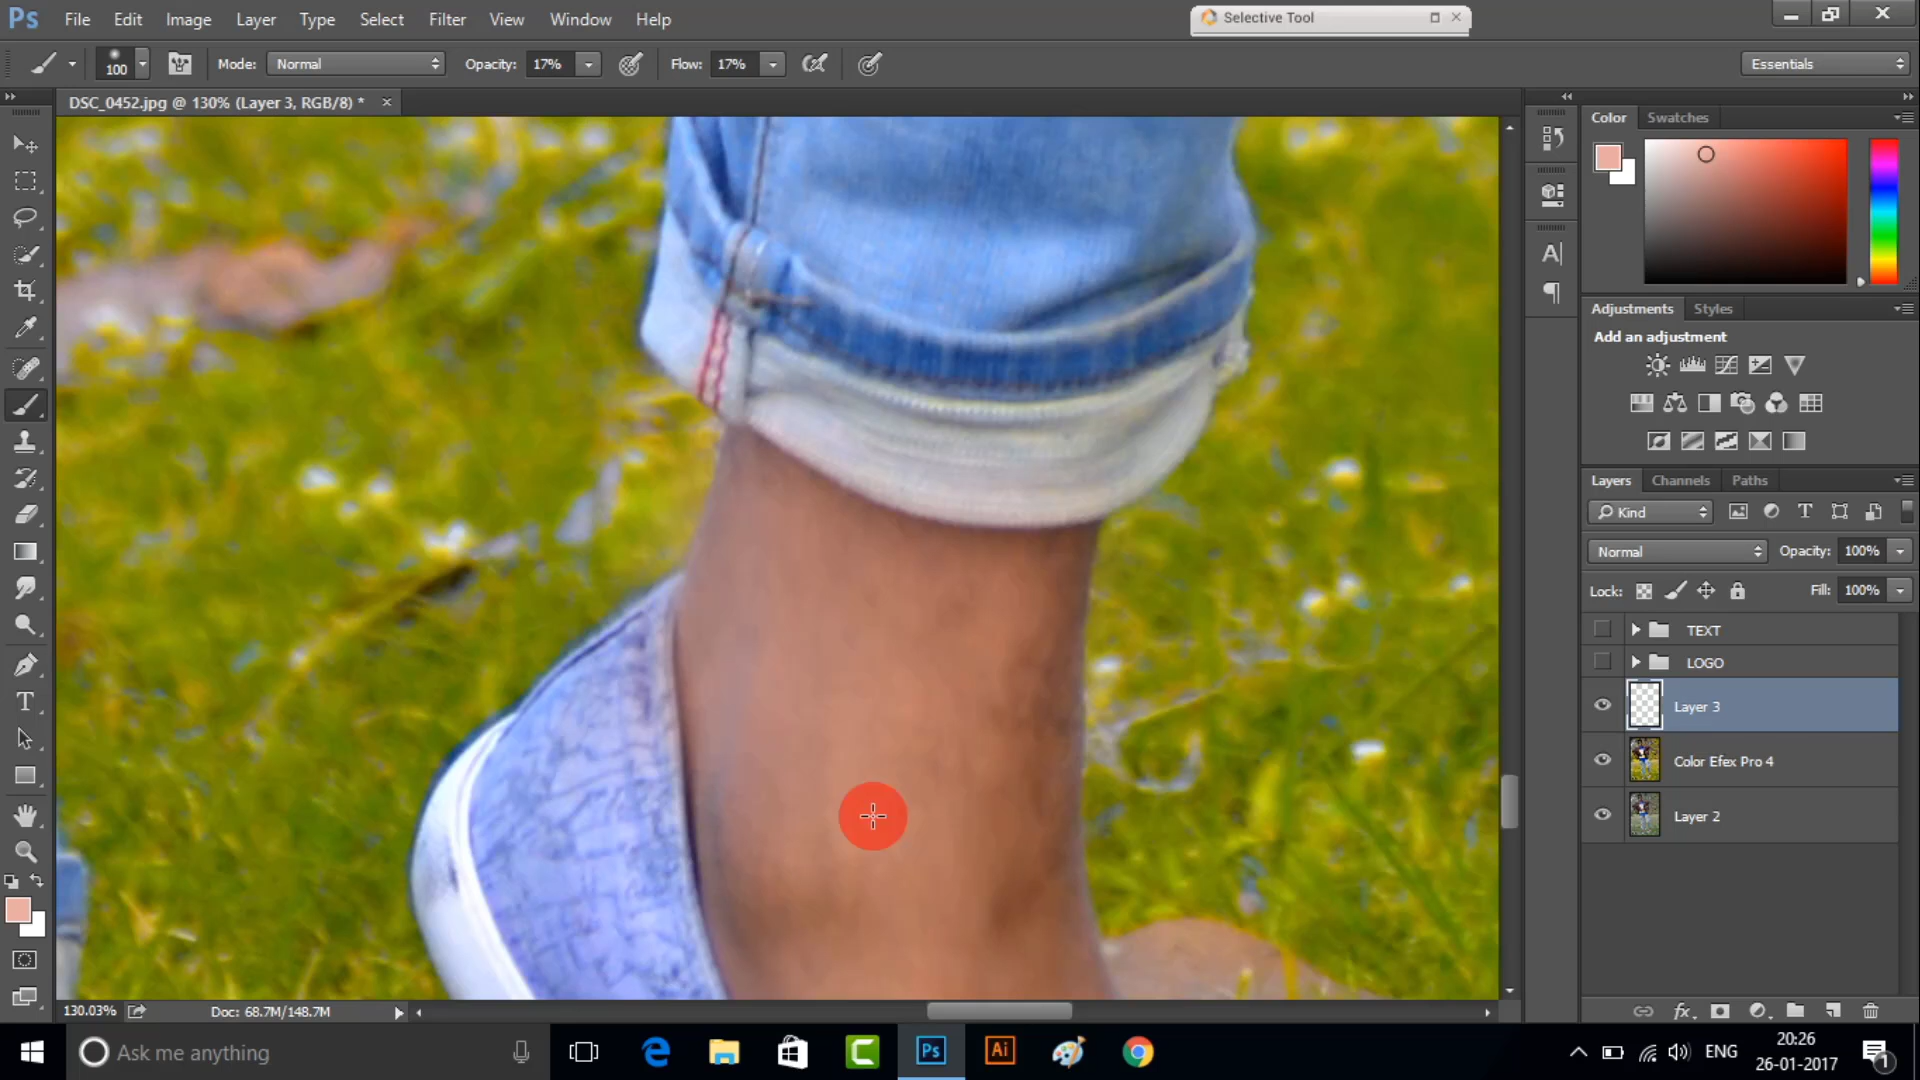 Ps File Edit Image Layer Type Select Filter View Window Help
Selective Tool
100 Mode: Normal Opacity: 17% Flow: 17% Essentials
DSC_0452.jpg @ 130% (Layer 3, RGB/8) *
Color Swatches
Adjustments Styles
Add an adjustment
Layers Channels Paths
Kind
Normal Opacity: 100%
Lock: Fill: 100%
TEXT
LOGO
Layer 3
Color Efex Pro 4
Layer 2
130.03% Doc: 68.7M/148.7M
Ask me anything
Ps Ai
ENG
20:26
26-01-2017
1